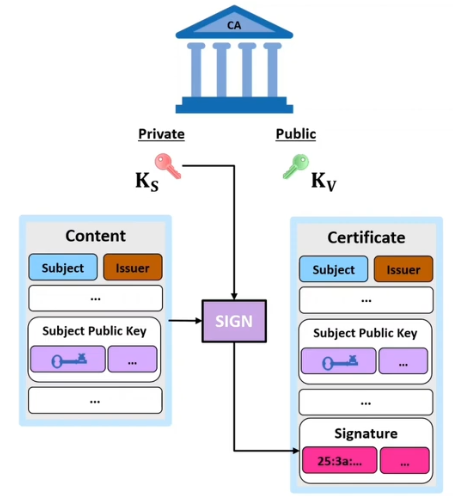 CA
Private
Public
K_S
K_V
Content
Subject
Issuer
...
Subject Public Key
...
...
SIGN
Certificate
Subject
Issuer
...
Subject Public Key
...
...
Signature
25:3a:...
...